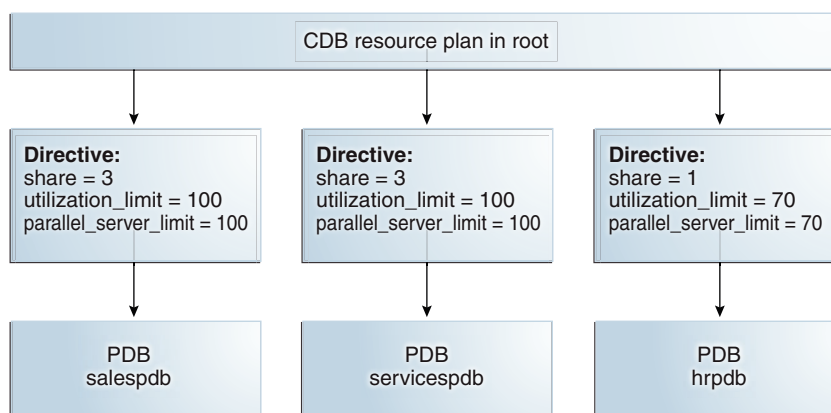 CDB resource plan in root
Directive:
share = 3
utilization_limit = 100
parallel_server_limit = 100
Directive:
share = 3
utilization_limit = 100
parallel_server_limit = 100
Directive:
share = 1
utilization_limit = 70
parallel_server_limit = 70
PDB
salespdb
PDB
servicespdb
PDB
hrpdb